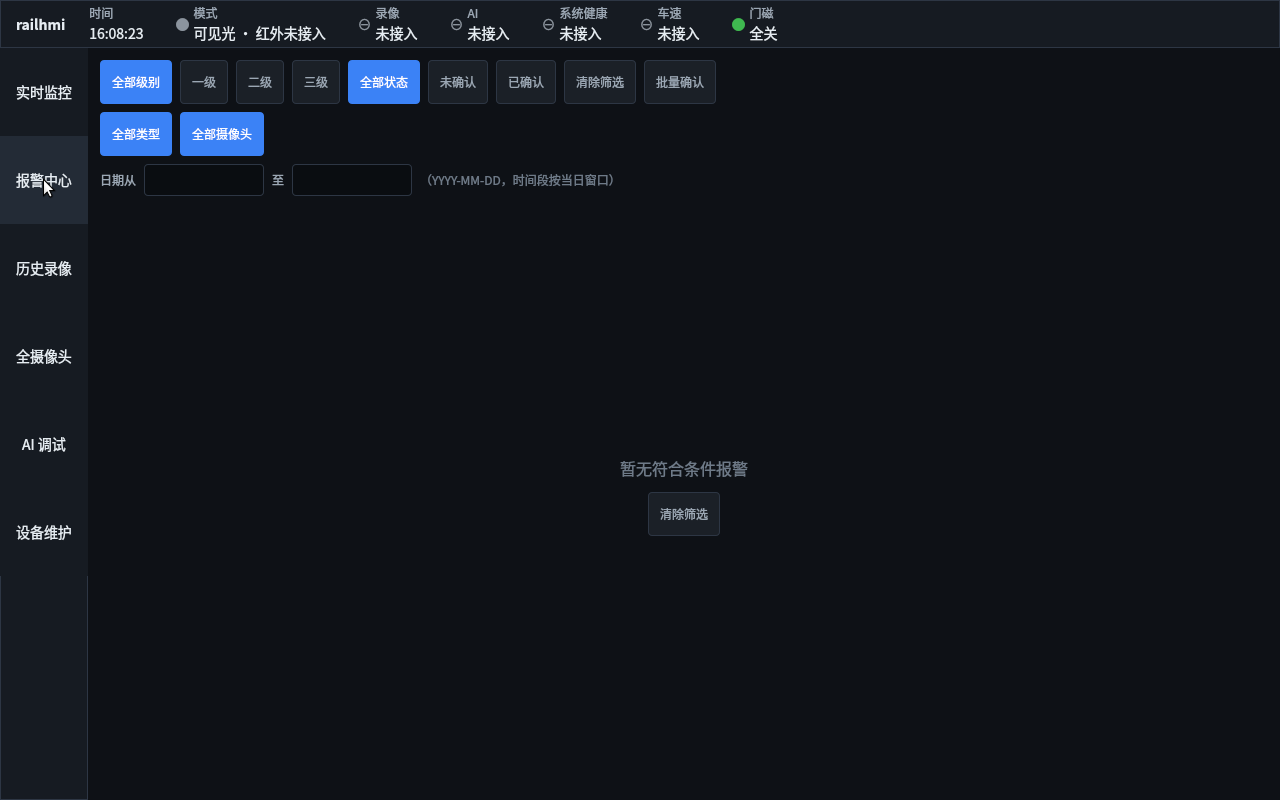 railhmi
时间
16:08:23
模式
可见光 · 红外未接入
录像
未接入
AI
未接入
系统健康
未接入
车速
未接入
门磁
全关
实时监控
报警中心
历史录像
全摄像头
AI 调试
设备维护
全部级别 一级 二级 三级 全部状态 未确认 已确认 清除筛选 批量确认
全部类型 全部摄像头
日期从 至 （YYYY-MM-DD，时间段按当日窗口）
暂无符合条件报警
清除筛选